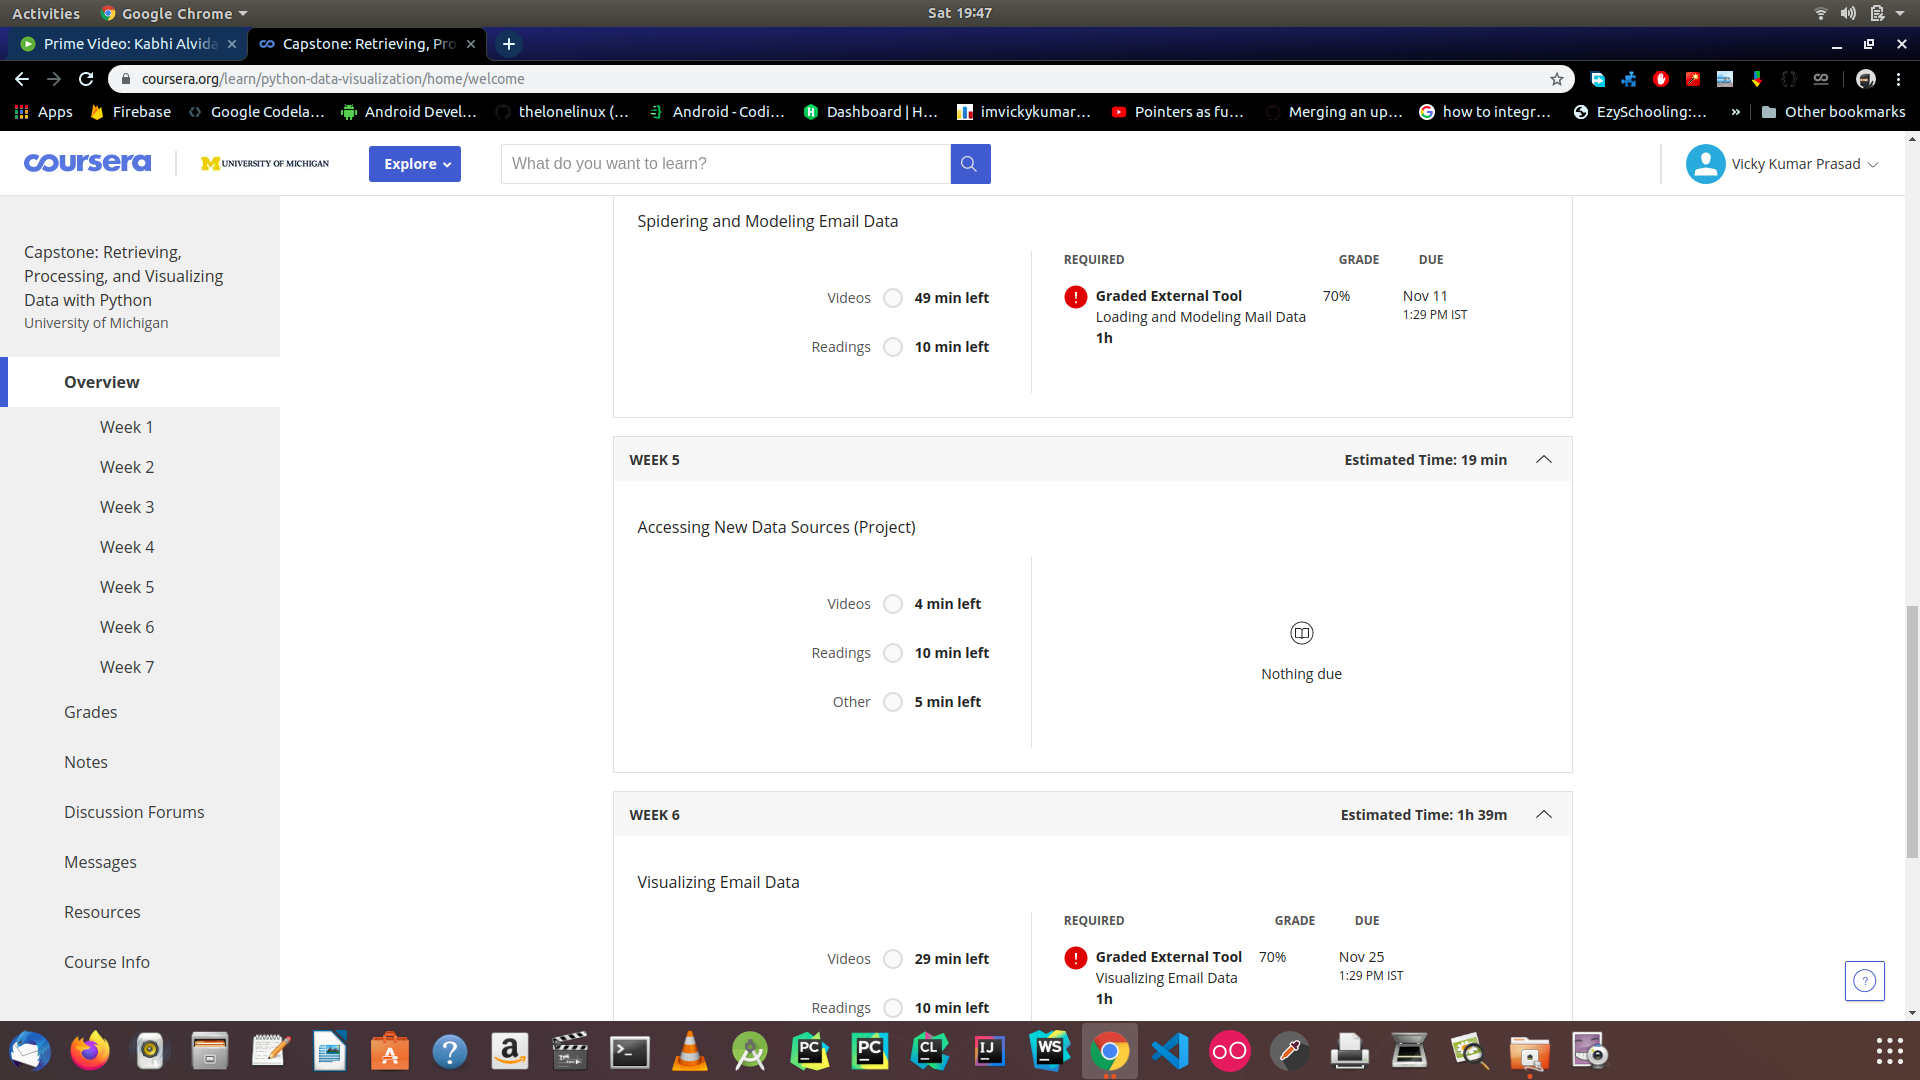 Activities Google Chrome Sat 19:47
Prime Video: Kabhi Alvida Capstone: Retrieving, Pro
coursera.org/learn/python-data-visualization/home/welcome
Apps Firebase Google Codela... Android Devel... thelonelinux (... Android - Codi... Dashboard | H... imvickykumar... Pointers as fu... Merging an up... how to integr... EzySchooling:... » Other bookmarks
coursera UNIVERSITY OF MICHIGAN Explore What do you want to learn? Vicky Kumar Prasad
Capstone: Retrieving,
Processing, and Visualizing
Data with Python
University of Michigan
Overview
Week 1
Week 2
Week 3
Week 4
Week 5
Week 6
Week 7
Grades
Notes
Discussion Forums
Messages
Resources
Course Info
Spidering and Modeling Email Data
Videos 49 min left
Readings 10 min left
REQUIRED GRADE DUE
Graded External Tool 70% Nov 11
Loading and Modeling Mail Data 1:29 PM IST
1h
WEEK 5 Estimated Time: 19 min
Accessing New Data Sources (Project)
Videos 4 min left
Readings 10 min left
Other 5 min left
Nothing due
WEEK 6 Estimated Time: 1h 39m
Visualizing Email Data
Videos 29 min left
Readings 10 min left
REQUIRED GRADE DUE
Graded External Tool 70% Nov 25
Visualizing Email Data 1:29 PM IST
1h
?
PC PC CL IJ WS